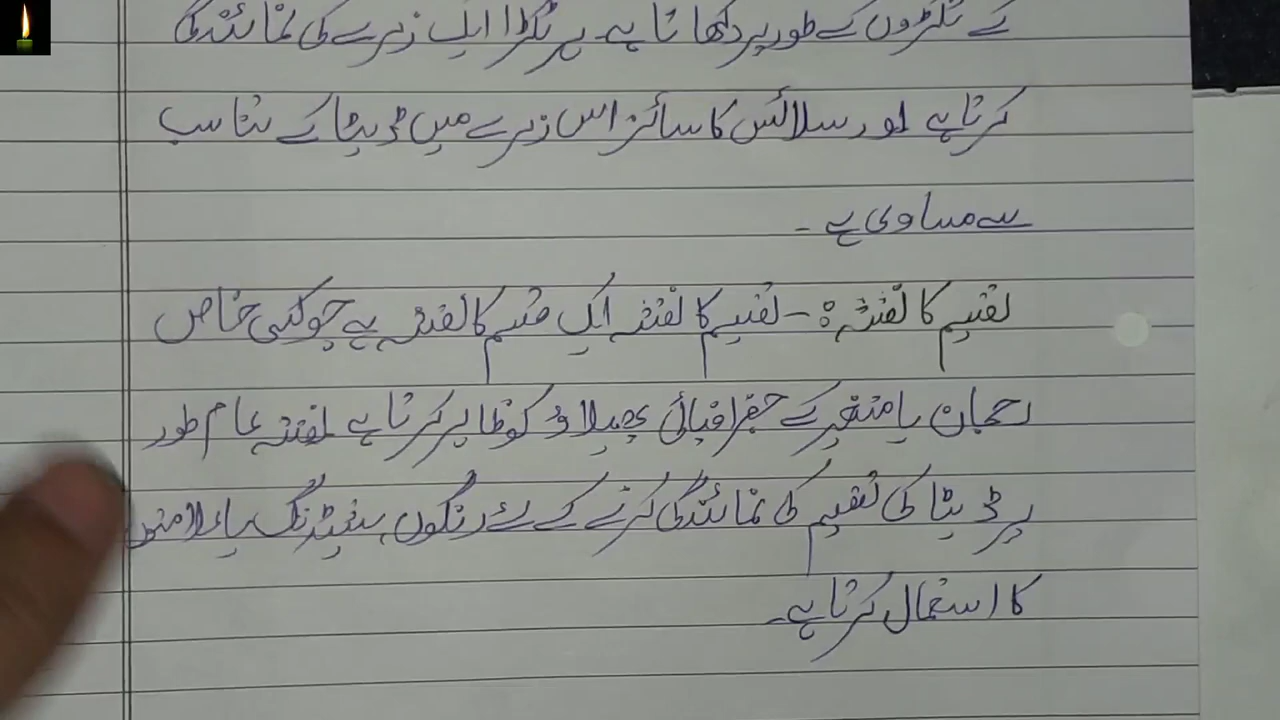 کے ٹکڑوں کے طور پر دکھاتا ہے۔ ہر ٹکڑا ایک زمرے کی نمائندگی
کرتا ہے اور سلائس کا سائز اس زمرے میں ڈیٹا کے تناسب
سے مساوی ہے ۔
تقسیم کا نقشہ :- تقسیم کا نقشہ ایک قسم کا نقشہ ہے جو کسی خاص
رجحان یا متغیر کے جغرافیائی پھیلاؤ کو ظاہر کرتا ہے نقشہ عام طور
پر ڈیٹا کی تقسیم کی نمائندگی کرنے کے لئے رنگوں، شیڈنگ یا علامتوں
کا استعمال کرتا ہے۔